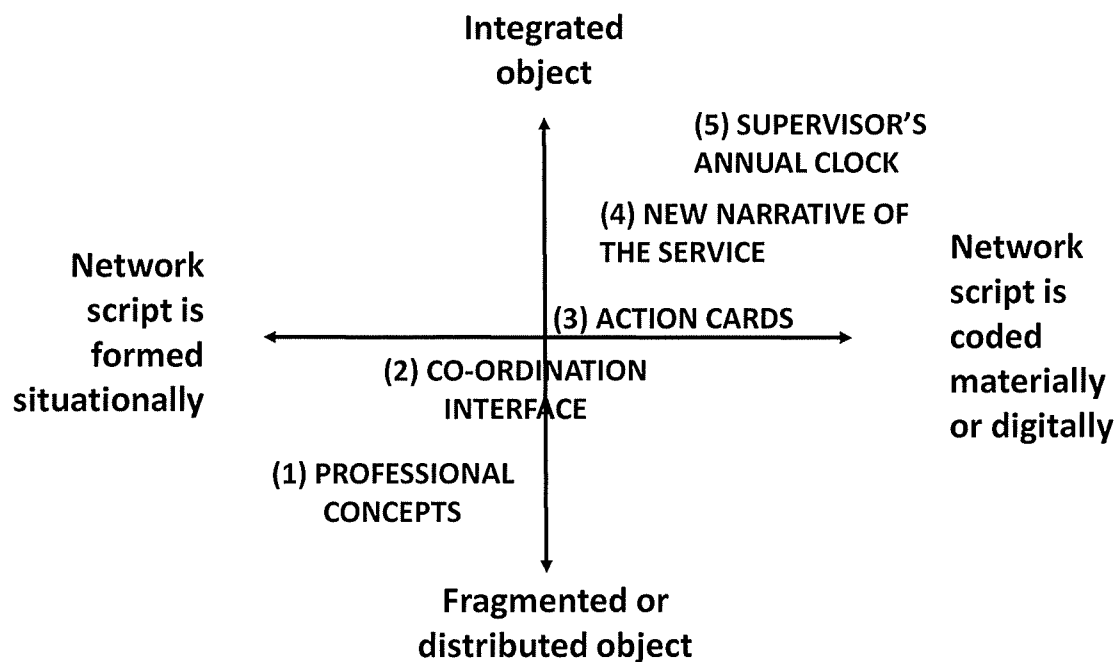 Integrated
object
(5) SUPERVISOR'S
ANNUAL CLOCK
(4) NEW NARRATIVE OF
THE SERVICE
Network
script is
formed
situationally
Network
script is
coded
materially
or digitally
(3) ACTION CARDS
(2) CO-ORDINATION
INTERFACE
(1) PROFESSIONAL
CONCEPTS
Fragmented or
distributed object